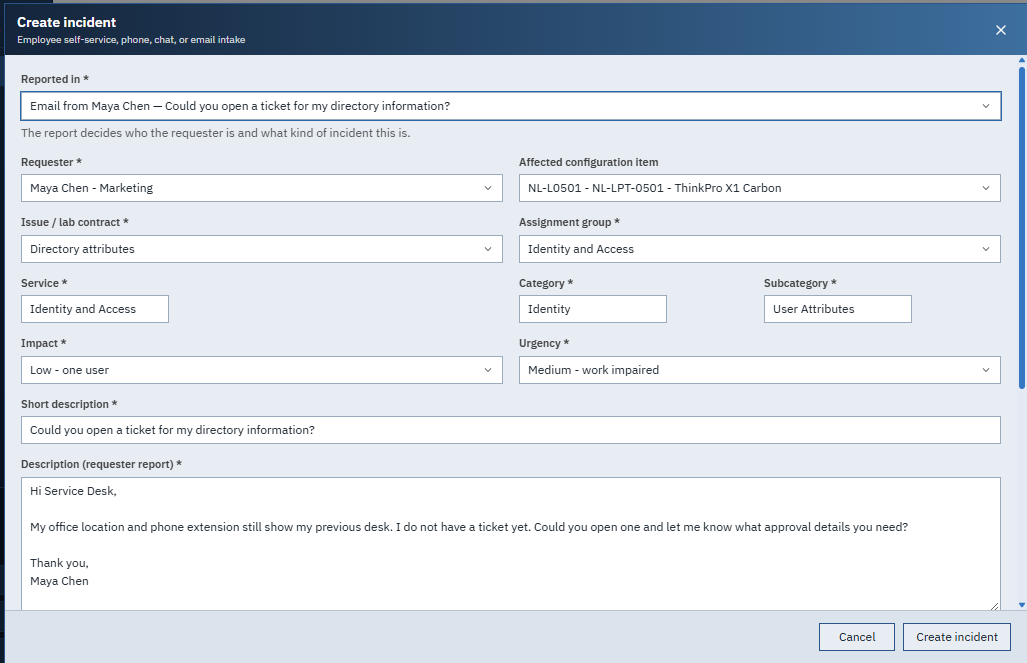 Create incident
Employee self-service, phone, chat, or email intake
Reported in *
Email from Maya Chen — Could you open a ticket for my directory information?
The report decides who the requester is and what kind of incident this is.
Requester *
Affected configuration item
Maya Chen - Marketing
NL-L0501 - NL-LPT-0501 - ThinkPro X1 Carbon
Issue / lab contract *
Assignment group *
Directory attributes
Identity and Access
Service *
Category *
Subcategory *
Identity and Access
Identity
User Attributes
Impact *
Urgency *
Low - one user
Medium - work impaired
Short description *
Could you open a ticket for my directory information?
Description (requester report) *
Hi Service Desk,
My office location and phone extension still show my previous desk. I do not have a ticket yet. Could you open one and let me know what approval details you need?
Thank you,
Maya Chen
Cancel
Create incident